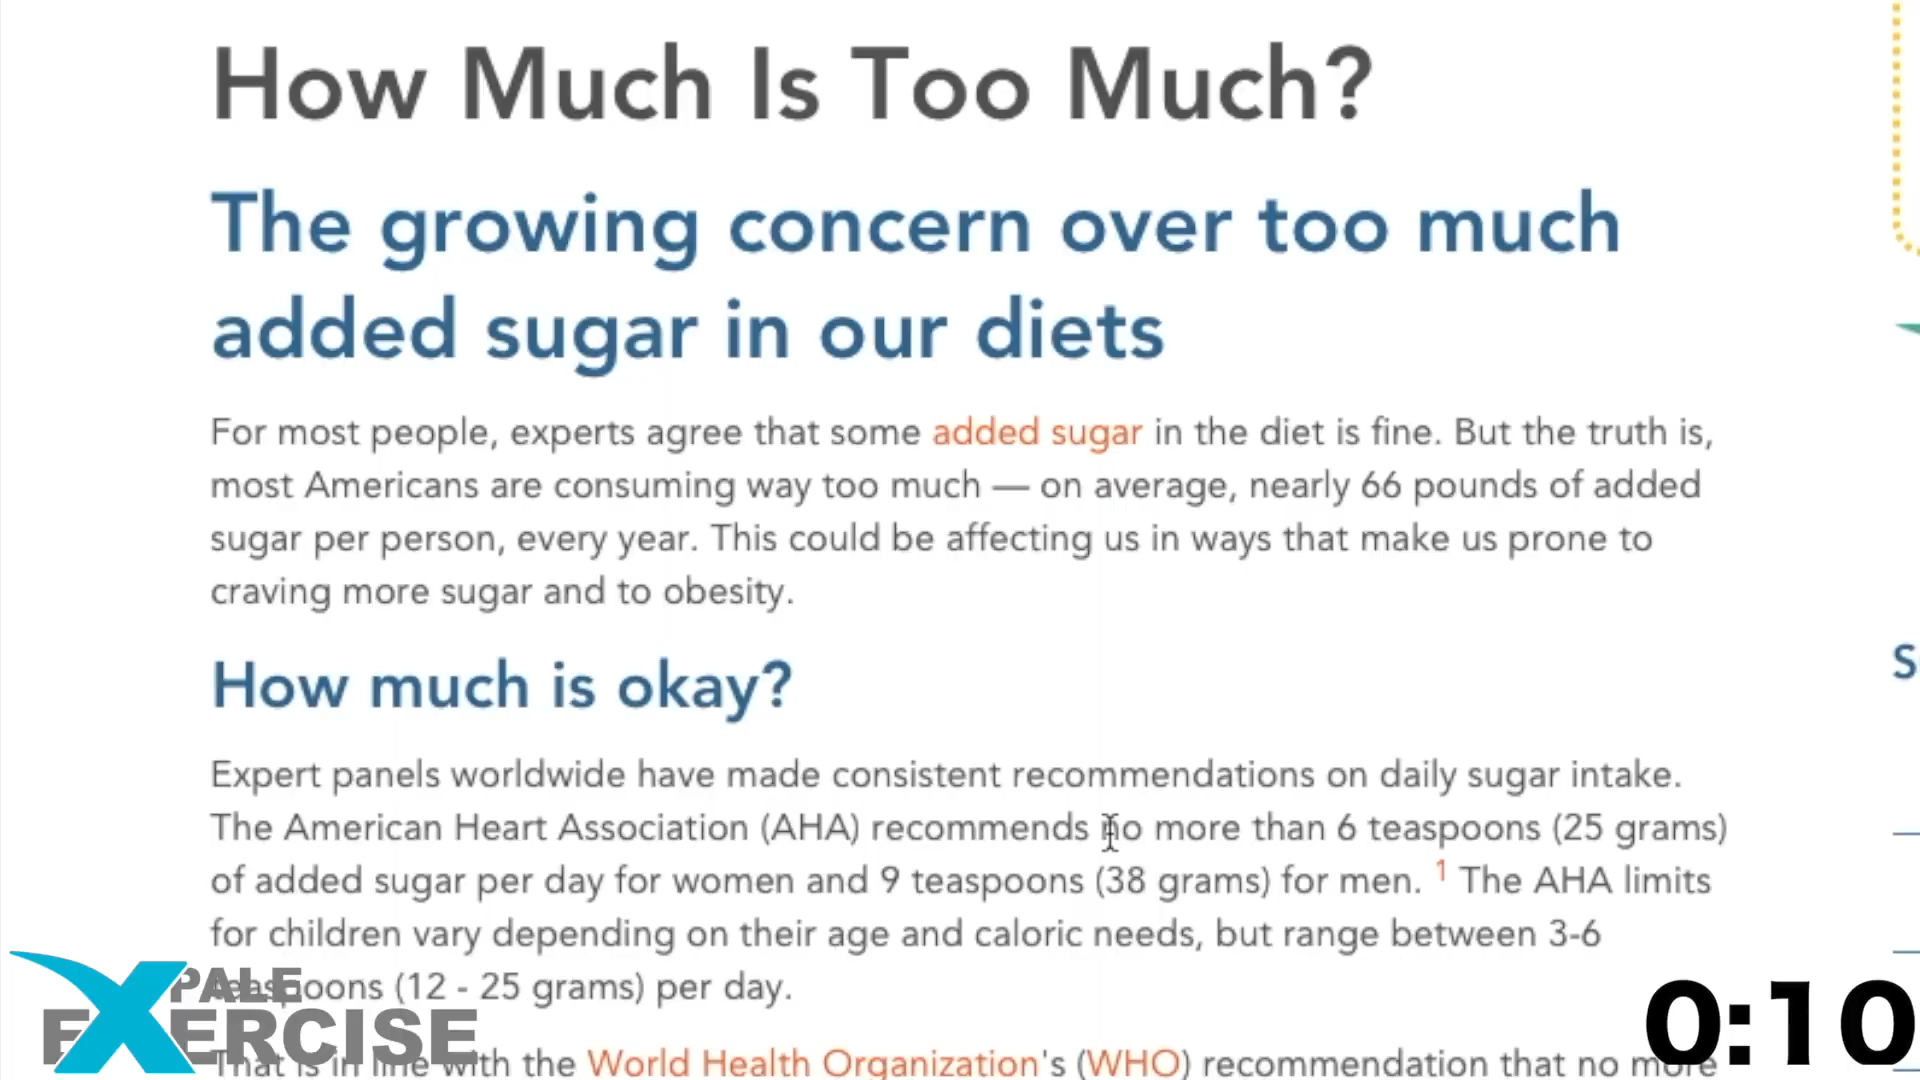 How Much Is Too Much?
The growing concern over too much
added sugar in our diets
For most people, experts agree that some added sugar in the diet is fine. But the truth is,
most Americans are consuming way too much — on average, nearly 66 pounds of added
sugar per person, every year. This could be affecting us in ways that make us prone to
craving more sugar and to obesity.
How much is okay?
Expert panels worldwide have made consistent recommendations on daily sugar intake.
The American Heart Association (AHA) recommends no more than 6 teaspoons (25 grams)
of added sugar per day for women and 9 teaspoons (38 grams) for men. 1 The AHA limits
for children vary depending on their age and caloric needs, but range between 3-6
teaspoons (12 - 25 grams) per day.
That is in line with the World Health Organization's (WHO) recommendation that no more
PALE
EXERCISE
0:10